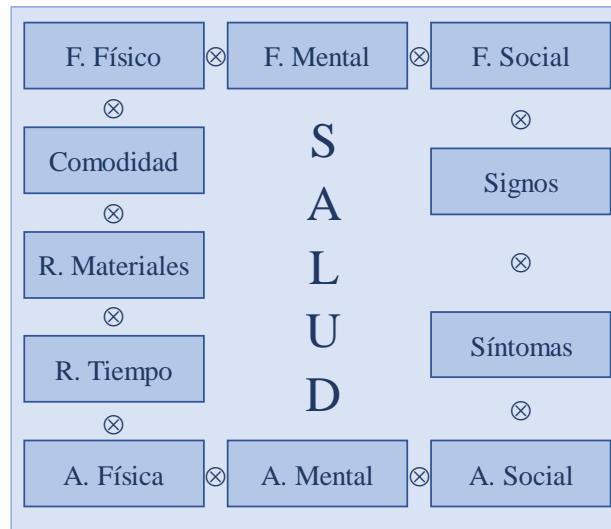 F. Físico ⊗ F. Mental ⊗ F. Social
⊗ ⊗
Comodidad
Signos
⊗
R. Materiales
⊗
⊗
Síntomas
R. Tiempo
⊗ ⊗
A. Física ⊗ A. Mental ⊗ A. Social
S
A
L
U
D